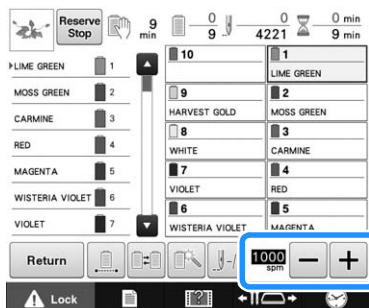 Reserve Stop
9 min
0 9
0 4221
0 min 9 min
LIME GREEN 1
MOSS GREEN 2
CARMINE 3
RED 4
MAGENTA 5
WISTERIA VIOLET 6
VIOLET 7
10
1 LIME GREEN
9 HARVEST GOLD
2 MOSS GREEN
8 WHITE
3 CARMINE
7 VIOLET
4 RED
6 WISTERIA VIOLET
5 MAGENTA
Return
1000 spm − +
Lock